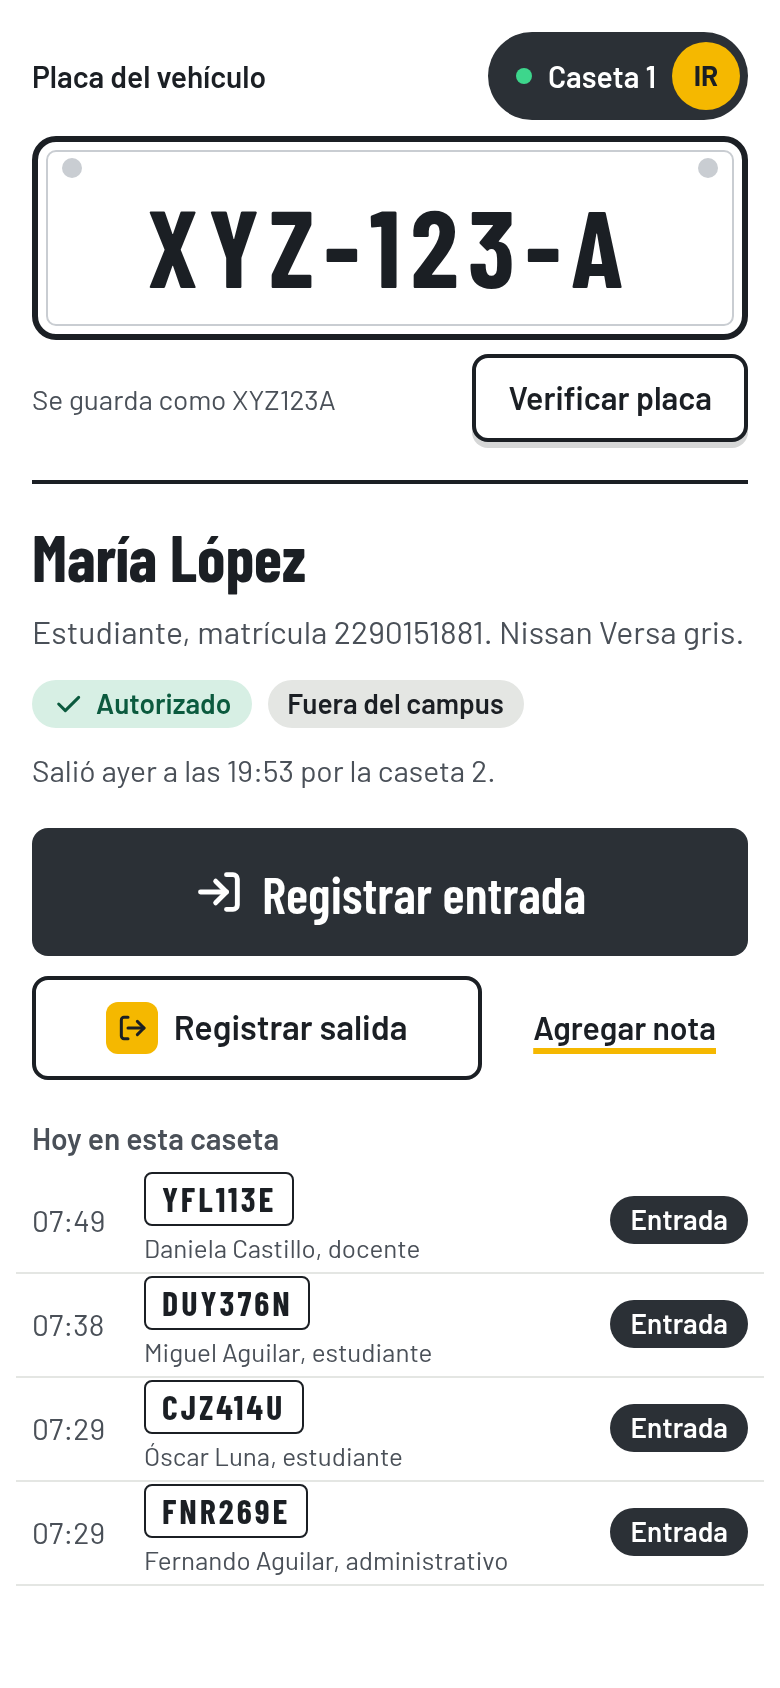 Placa del vehículo
Caseta 1 IR
XYZ-123-A
Se guarda como XYZ123A
Verificar placa
María López
Estudiante, matrícula 2290151881. Nissan Versa gris.
Autorizado
Fuera del campus
Salió ayer a las 19:53 por la caseta 2.
Registrar entrada
Registrar salida
Agregar nota
Hoy en esta caseta
07:49
YFL113E
Daniela Castillo, docente
Entrada
07:38
DUY376N
Miguel Aguilar, estudiante
Entrada
07:29
CJZ414U
Óscar Luna, estudiante
Entrada
07:29
FNR269E
Fernando Aguilar, administrativo
Entrada